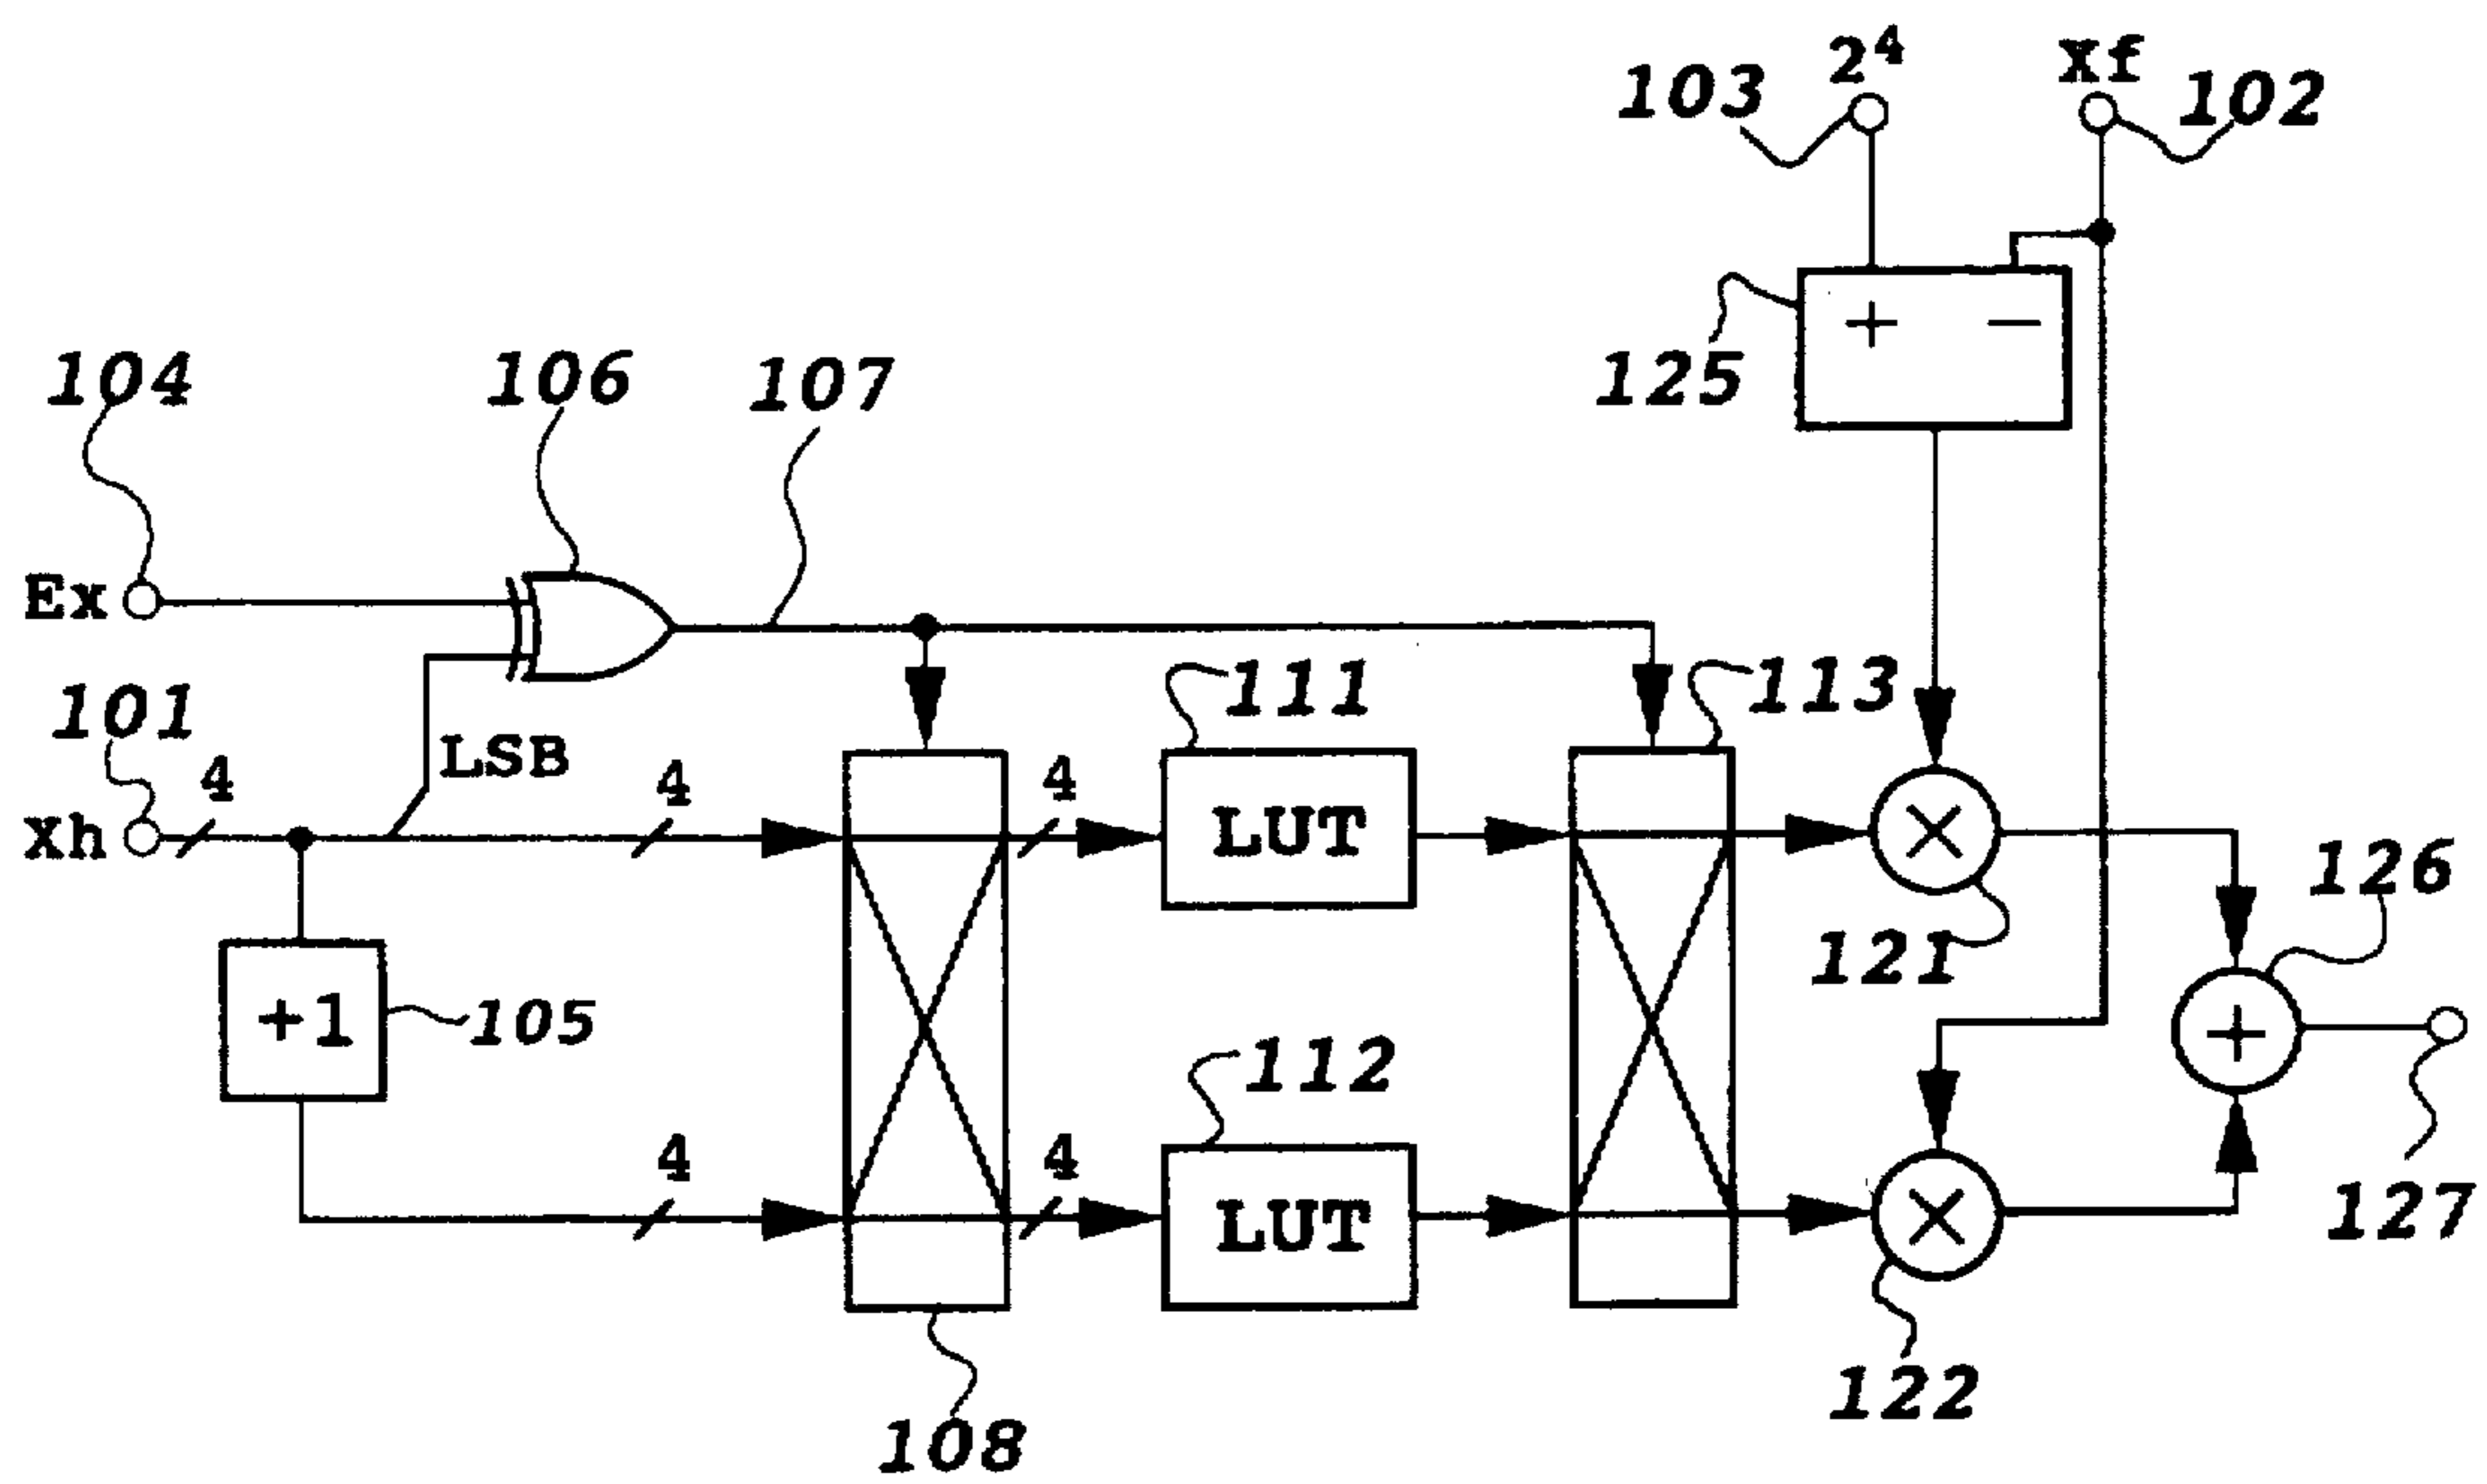 103 2⁴ Xf 102
+ −
125
104 106 107
Ex
111 113
101 LSB
4 4 4
Xh LUT ×
126
121
+1 105 +
112
4 4
LUT ×
127
122
108